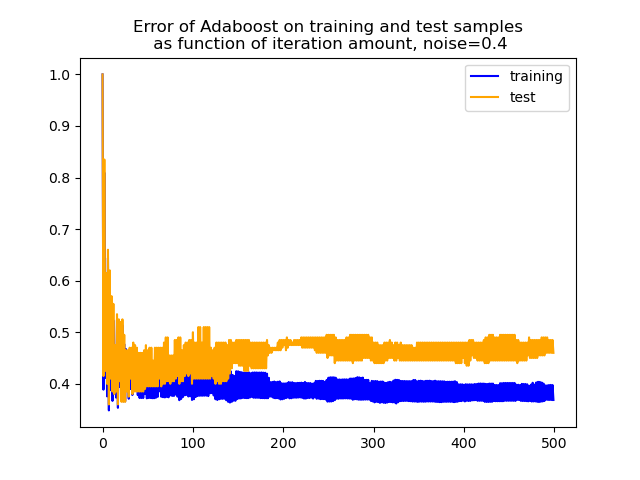 Error of Adaboost on training and test samples
as function of iteration amount, noise=0.4
training
test
1.0
0.9
0.8
0.7
0.6
0.5
0.4
0 100 200 300 400 500